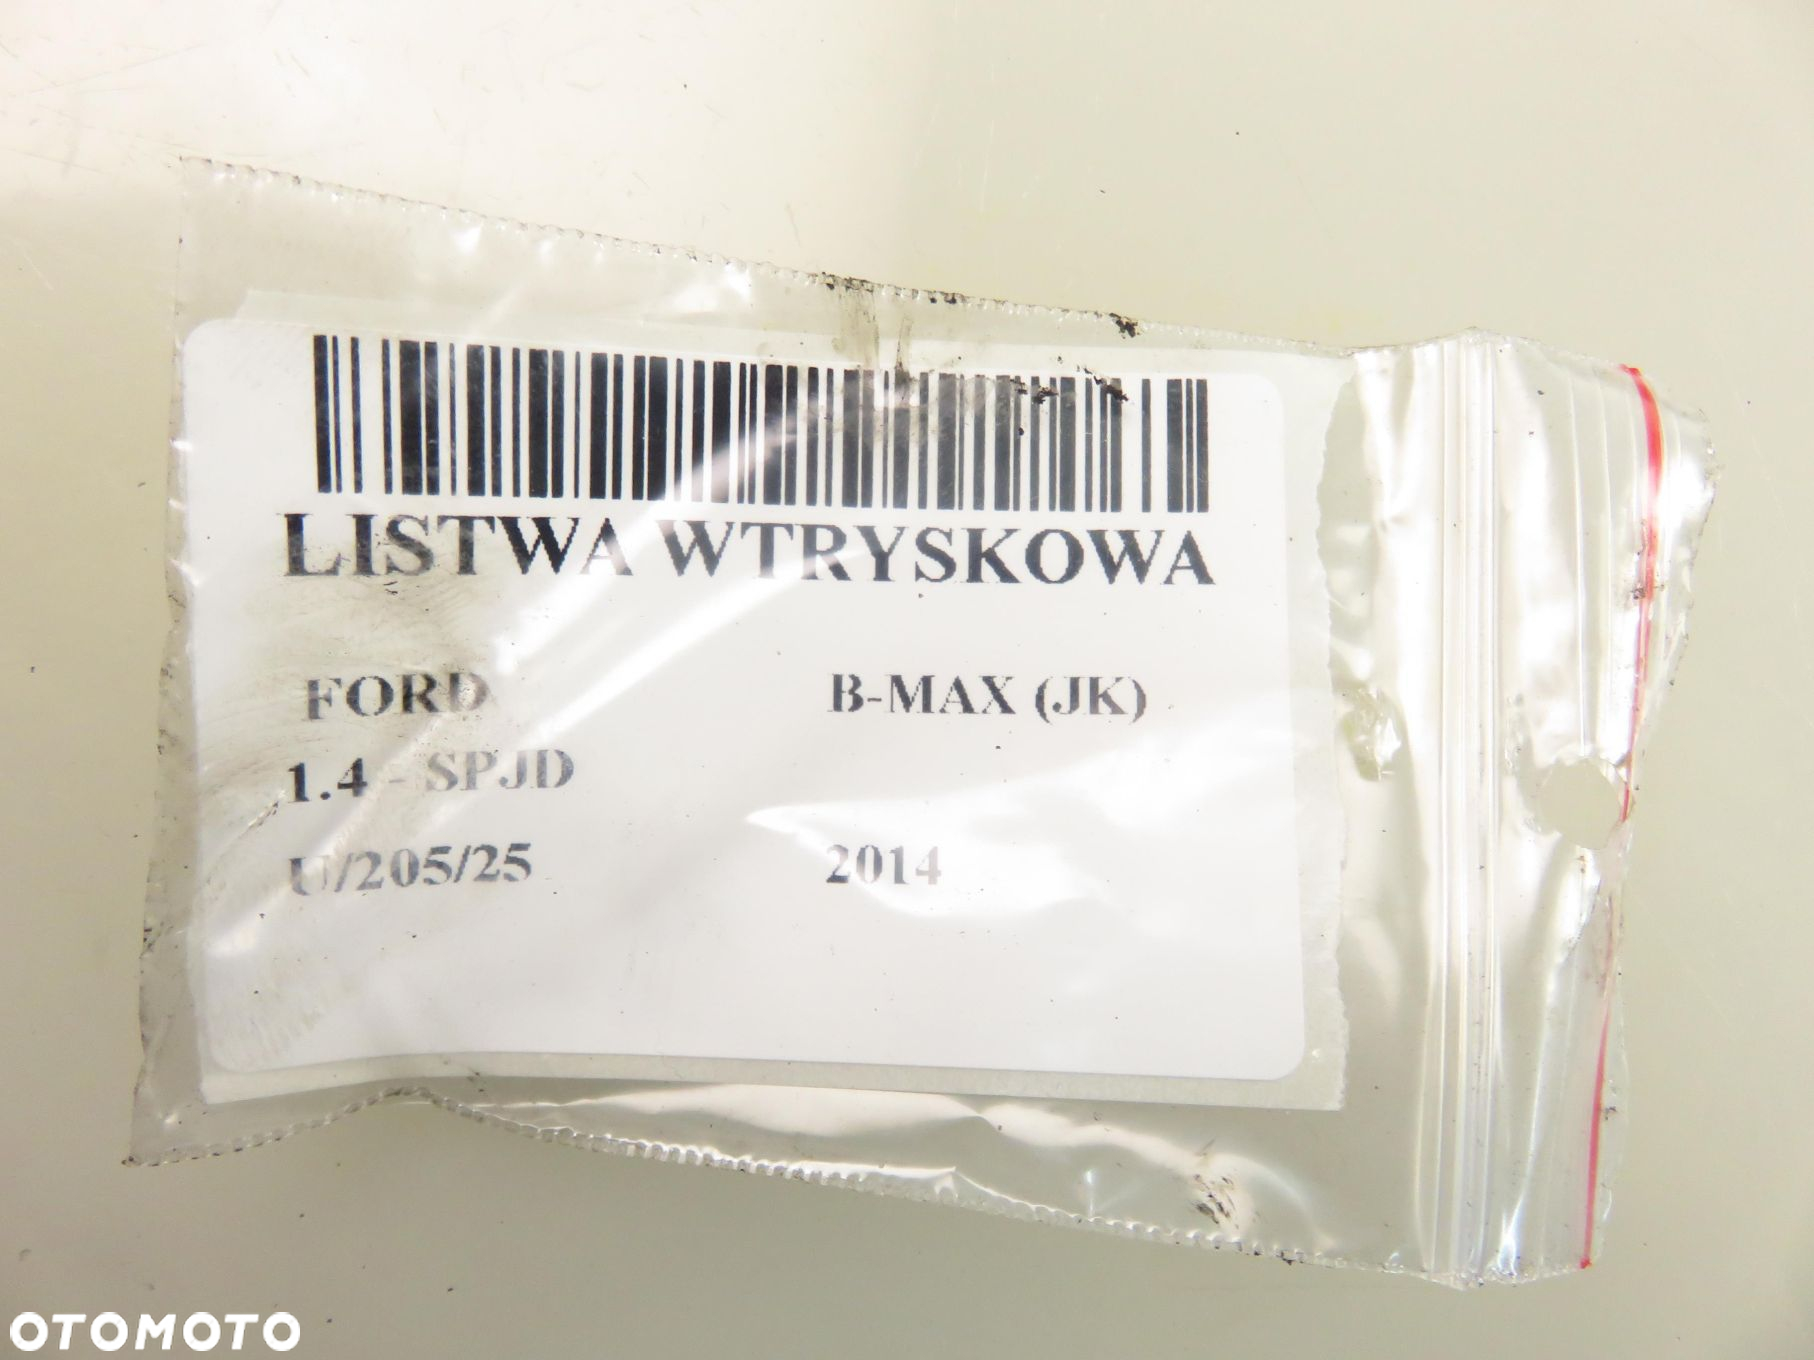 LISTWA WTRYSKOWA
FORD B-MAX (JK)
1.4 - SPJD
U/205/25 2014
OTOMOTO